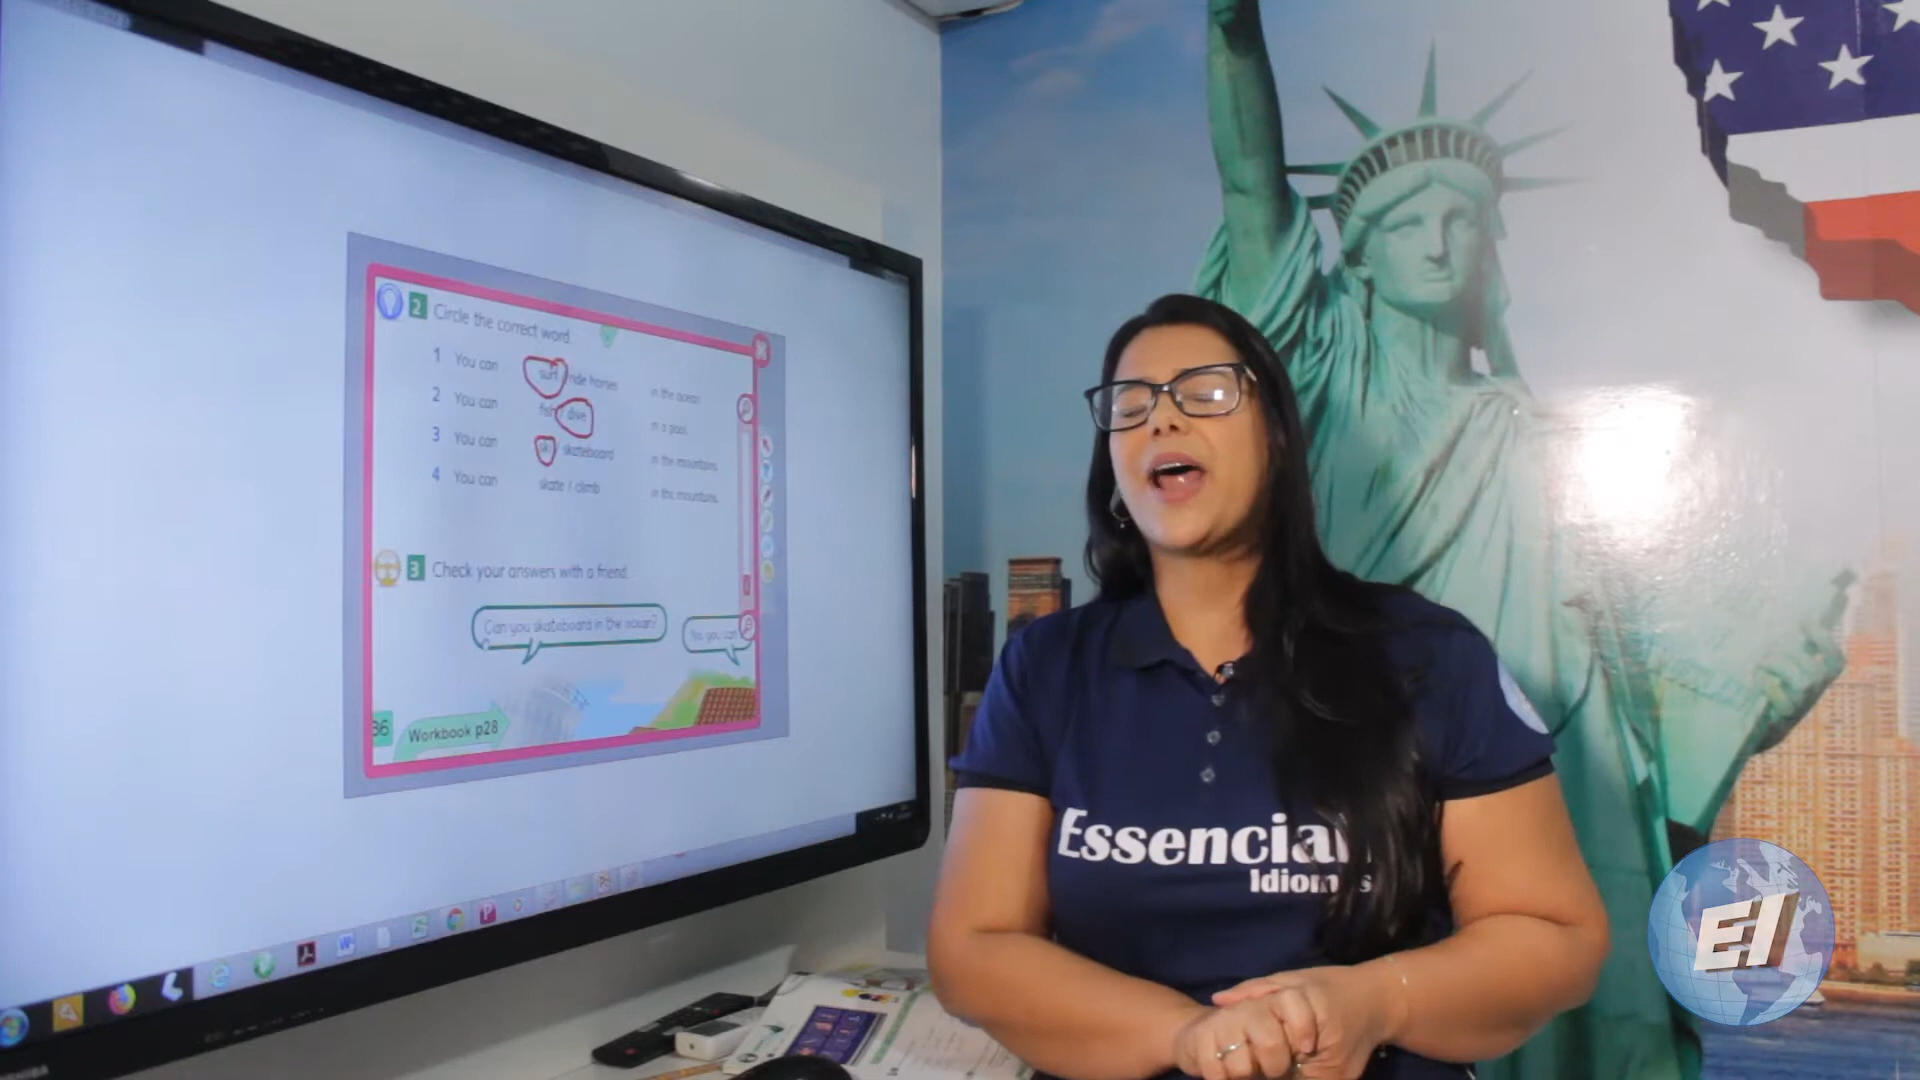 2 Circle the correct word.
1 You can surf / ride horses in the ocean.
2 You can fish / dive in a pool.
3 You can ski / skateboard in the mountains.
4 You can skate / climb in the mountains.
3 Check your answers with a friend.
Can you skateboard in the ocean?
Yes you can
36 Workbook p28
Essencial
Idiomas
EI